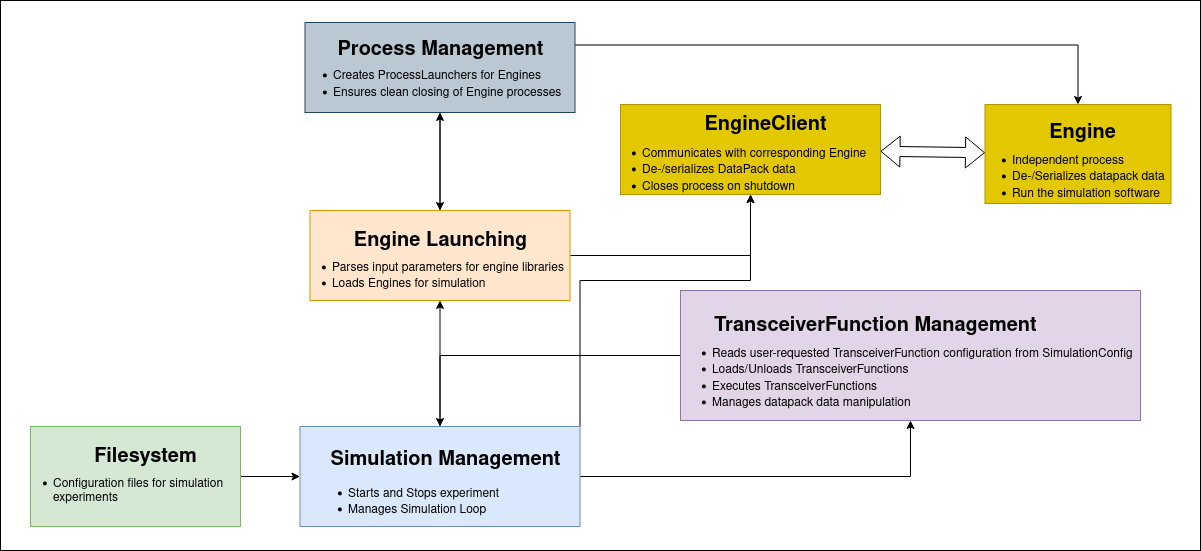 Process Management
• Creates ProcessLaunchers for Engines
• Ensures clean closing of Engine processes
EngineClient
• Communicates with corresponding Engine
• De-/serializes DataPack data
• Closes process on shutdown
Engine
• Independent process
• De-/Serializes datapack data
• Run the simulation software
Engine Launching
• Parses input parameters for engine libraries
• Loads Engines for simulation
TransceiverFunction Management
• Reads user-requested TransceiverFunction configuration from SimulationConfig
• Loads/Unloads TransceiverFunctions
• Executes TransceiverFunctions
• Manages datapack data manipulation
Filesystem
• Configuration files for simulation
experiments
Simulation Management
• Starts and Stops experiment
• Manages Simulation Loop